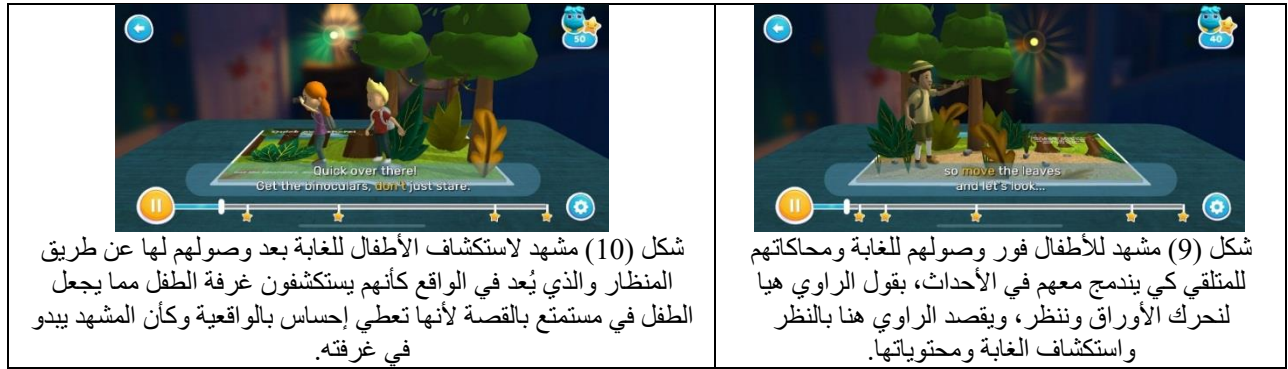 40
so move the leaves
and let's look...
شكل (9) مشهد للأطفال فور وصولهم للغابة ومحاكاتهم
للمتلقي كي يندمج معهم في الأحداث، بقول الراوي هيا
لنحرك الأوراق وننظر، ويقصد الراوي هنا بالنظر
واستكشاف الغابة ومحتوياتها.
50
Quick over there!
Get the binoculars, don't just stare.
شكل (10) مشهد لاستكشاف الأطفال للغابة بعد وصولهم لها عن طريق
المنظار والذي يُعد في الواقع كأنهم يستكشفون غرفة الطفل مما يجعل
الطفل في مستمتع بالقصة لأنها تعطي إحساس بالواقعية وكأن المشهد يبدو
في غرفته.